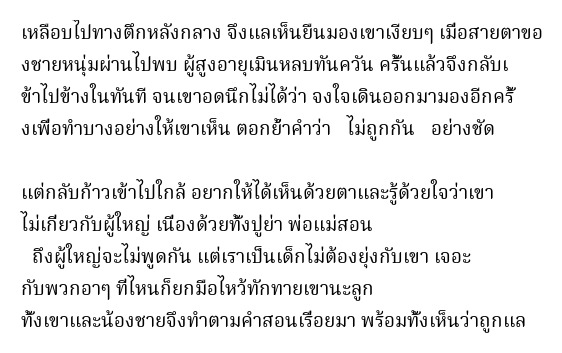 เหลือบไปทางตึกหลังกลาง จึงแลเห็นยืนมองเขาเงียบๆ เมื่อสายตาขอ
งชายหนุ่มผ่านไปพบ ผู้สูงอายุเมินหลบทันควัน ครั้นแล้วจึงกลับเ
ข้าไปข้างในทันที จนเขาอดนึกไม่ได้ว่า จงใจเดินออกมามองอีกครั้
งเพื่อทำบางอย่างให้เขาเห็น ตอกย้ำคำว่า ไม่ถูกกัน อย่างชัด
แต่กลับก้าวเข้าไปใกล้ อยากให้ได้เห็นด้วยตาและรู้ด้วยใจว่าเขา
ไม่เกี่ยวกับผู้ใหญ่ เนื่องด้วยทั้งปู่ย่า พ่อแม่สอน
ถึงผู้ใหญ่จะไม่พูดกัน แต่เราเป็นเด็กไม่ต้องยุ่งกับเขา เจอะ
กับพวกอาๆ ที่ไหนก็ยกมือไหว้ทักทายเขานะลูก
ทั้งเขาและน้องชายจึงทำตามคำสอนเรื่อยมา พร้อมทั้งเห็นว่าถูกแล